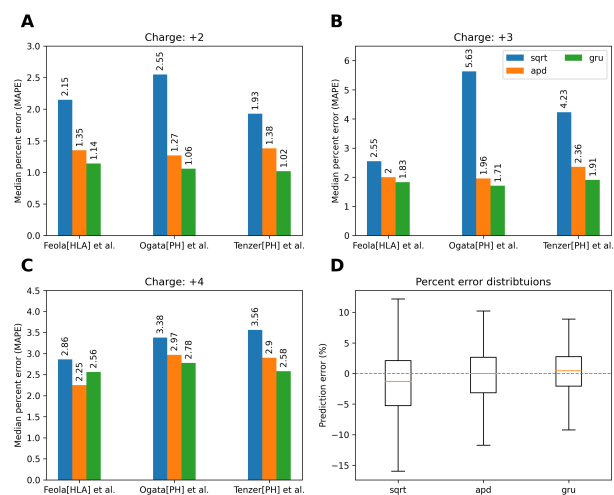 A
Charge: +2
Median percent error (MAPE)
3.0
2.5
2.0
1.5
1.0
0.5
0.0
2.15
1.35
1.14
2.55
1.27
1.06
1.93
1.38
1.02
Feola[HLA] et al.
Ogata[PH] et al.
Tenzer[PH] et al.
B
Charge: +3
Median percent error (MAPE)
6
5
4
3
2
1
0
sqrt
apd
gru
2.55
2
1.83
5.63
1.96
1.71
4.23
2.36
1.91
Feola[HLA] et al.
Ogata[PH] et al.
Tenzer[PH] et al.
C
Charge: +4
Median percent error (MAPE)
4.5
4.0
3.5
3.0
2.5
2.0
1.5
1.0
0.5
0.0
2.86
2.25
2.56
3.38
2.97
2.78
3.56
2.9
2.58
Feola[HLA] et al.
Ogata[PH] et al.
Tenzer[PH] et al.
D
Percent error distribtuions
Prediction error (%)
10
5
0
−5
−10
−15
sqrt
apd
gru